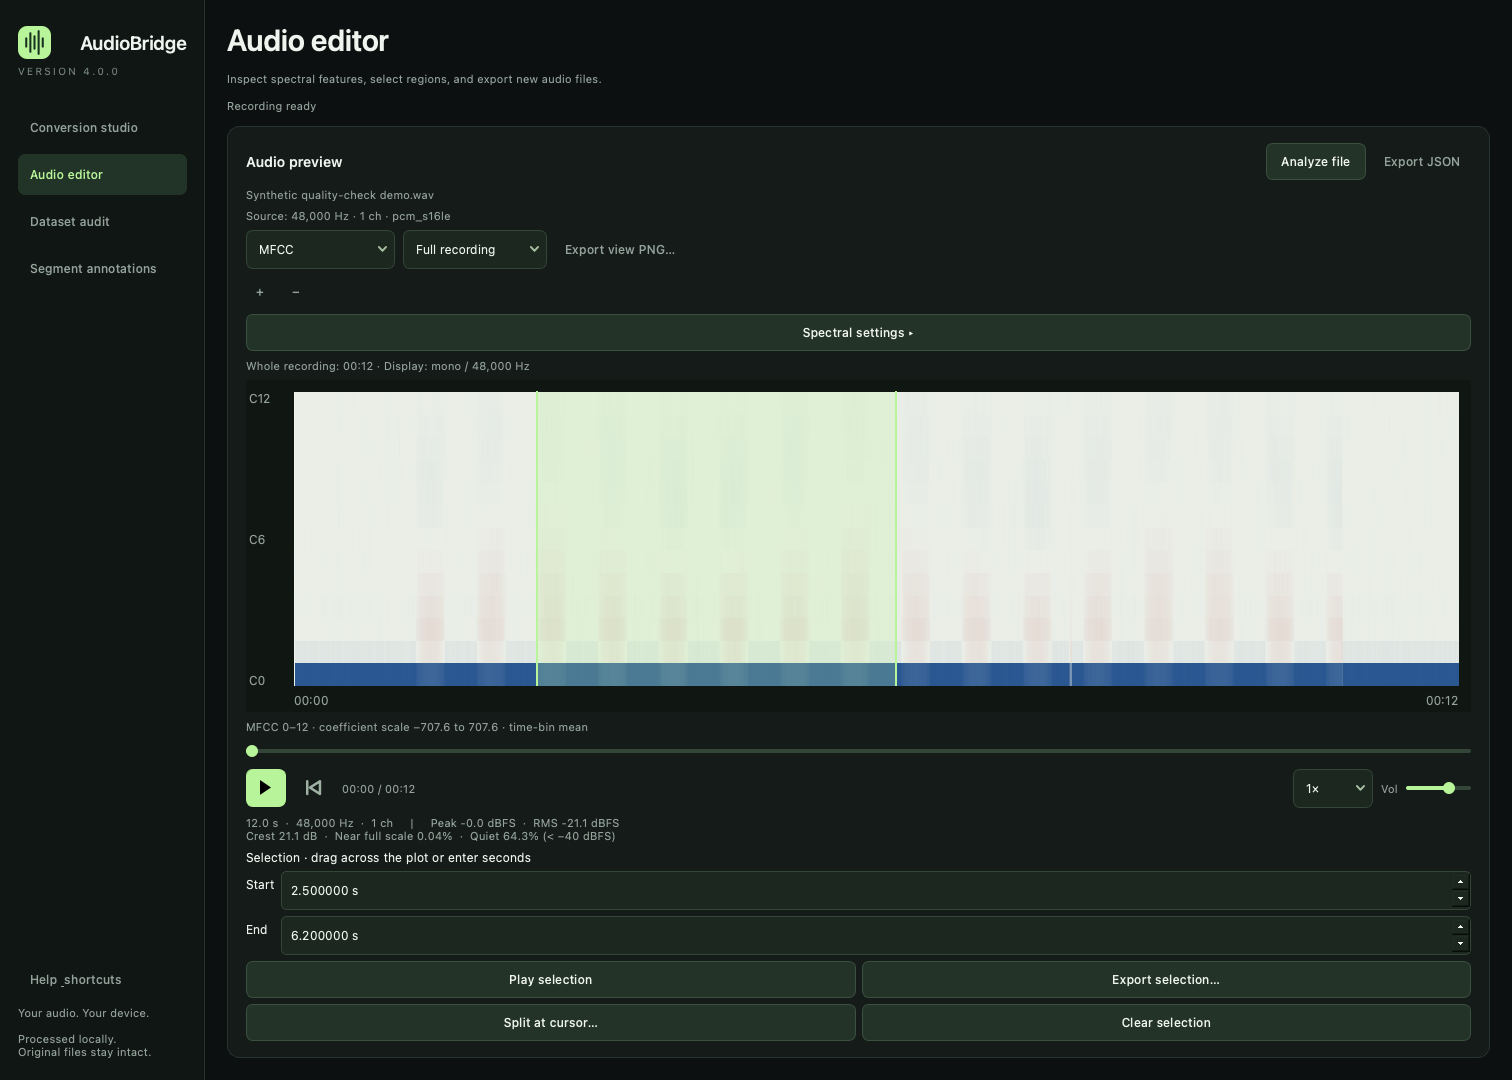 AudioBridge
VERSION 4.0.0
Conversion studio
Audio editor
Dataset audit
Segment annotations
Help _shortcuts
Your audio. Your device.
Processed locally.
Original files stay intact.
Audio editor
Inspect spectral features, select regions, and export new audio files.
Recording ready
Audio preview
Analyze file
Export JSON
Synthetic quality-check demo.wav
Source: 48,000 Hz · 1 ch · pcm_s16le
MFCC
Full recording
Export view PNG...
+ −
Spectral settings ▸
Whole recording: 00:12 · Display: mono / 48,000 Hz
C12
C6
C0
00:00
00:12
MFCC 0–12 · coefficient scale −707.6 to 707.6 · time-bin mean
00:00 / 00:12
1×
Vol
12.0 s · 48,000 Hz · 1 ch | Peak -0.0 dBFS · RMS -21.1 dBFS
Crest 21.1 dB · Near full scale 0.04% · Quiet 64.3% (< −40 dBFS)
Selection · drag across the plot or enter seconds
Start
2.500000 s
End
6.200000 s
Play selection
Export selection...
Split at cursor...
Clear selection